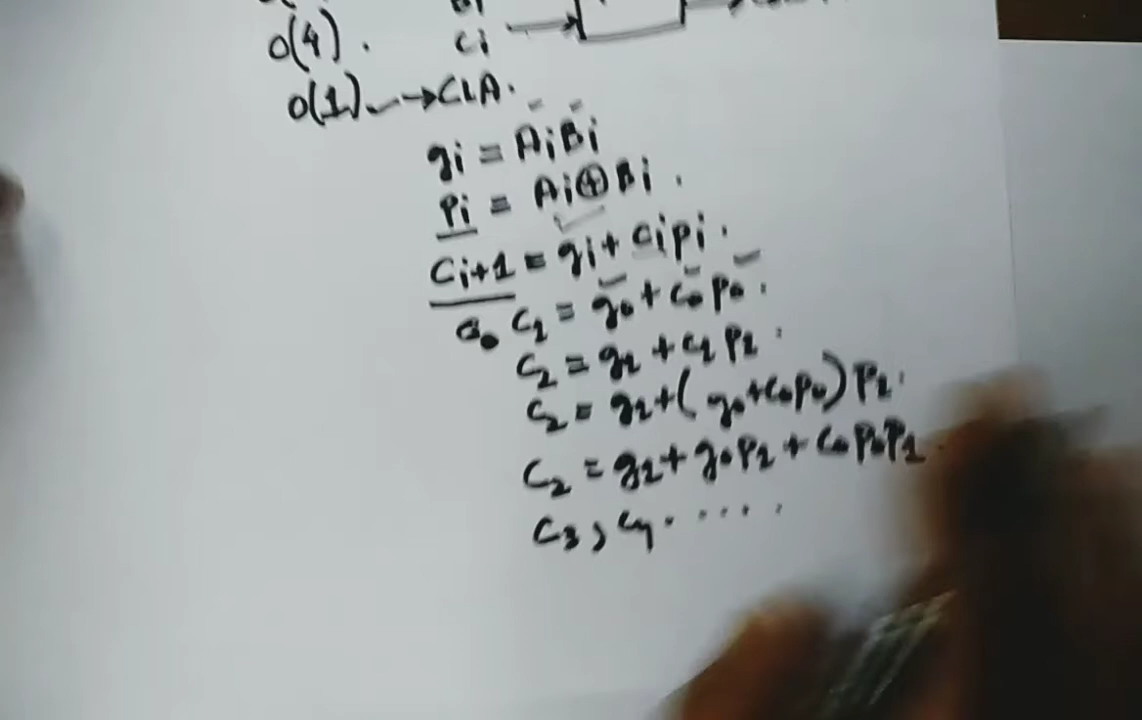 O(4).
Ci
O(1) → CLA.
gi = AiBi
Pi = Ai⊕Bi.
Ci+1 = gi + CiPi.
C1 = g0 + C0P0.
C2 = g1 + C1P1.
C2 = g1 + (g0 + C0P0)P1.
C2 = g1 + g0P1 + C0P0P1
C3, C4. ....